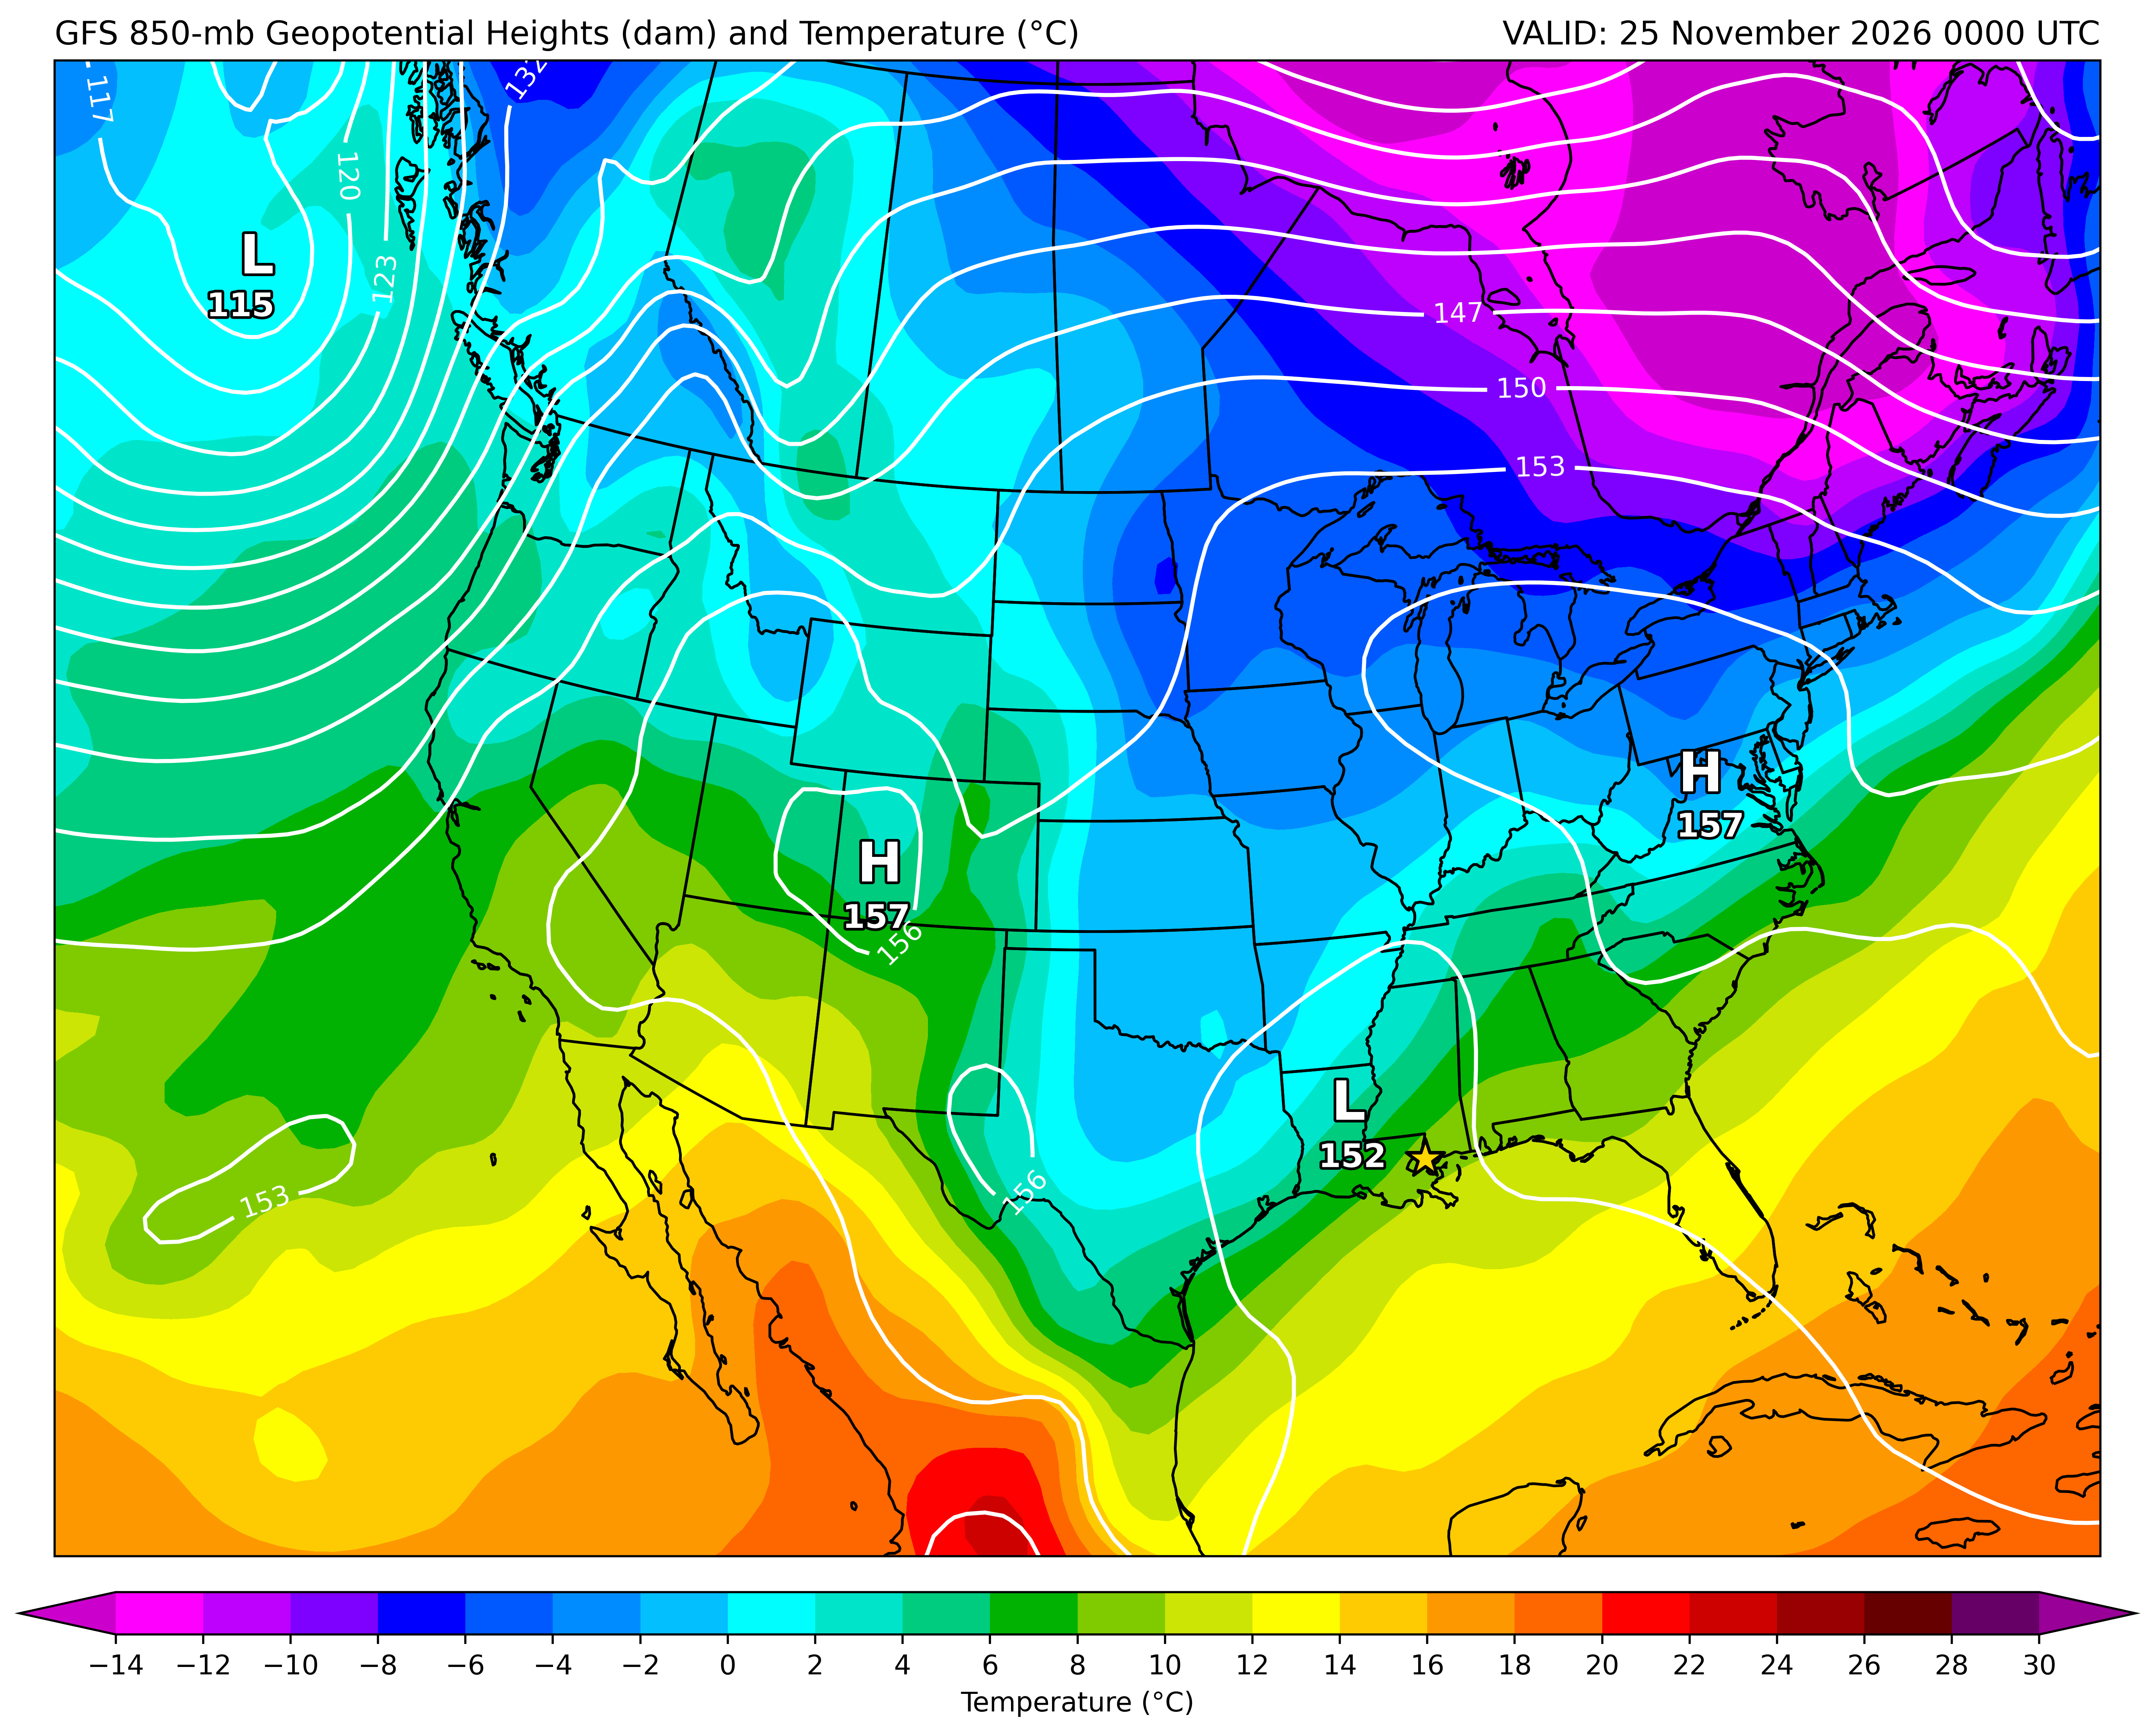 GFS 850-mb Geopotential Heights (dam) and Temperature (°C)
VALID: 25 November 2026 0000 UTC
117
132
120
L
115
123
147
150
153
H
157
H
157
156
L
152
153
156
−14 −12 −10 −8 −6 −4 −2 0 2 4 6 8 10 12 14 16 18 20 22 24 26 28 30
Temperature (°C)